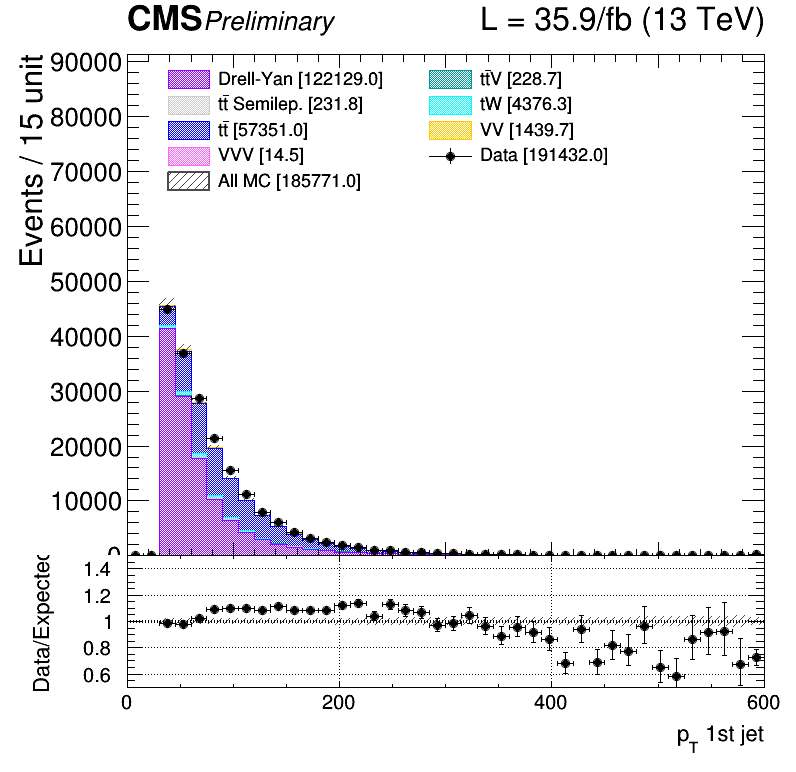 CMS Preliminary L = 35.9/fb (13 TeV)
Events / 15 unit
90000
80000
70000
60000
50000
40000
30000
20000
10000
0
Drell-Yan [122129.0]
tt̄ Semilep. [231.8]
tt̄ [57351.0]
VVV [14.5]
All MC [185771.0]
tt̄V [228.7]
tW [4376.3]
VV [1439.7]
Data [191432.0]
Data/Expected
1.4
1.2
1
0.8
0.6
0 200 400 600
p_T 1st jet